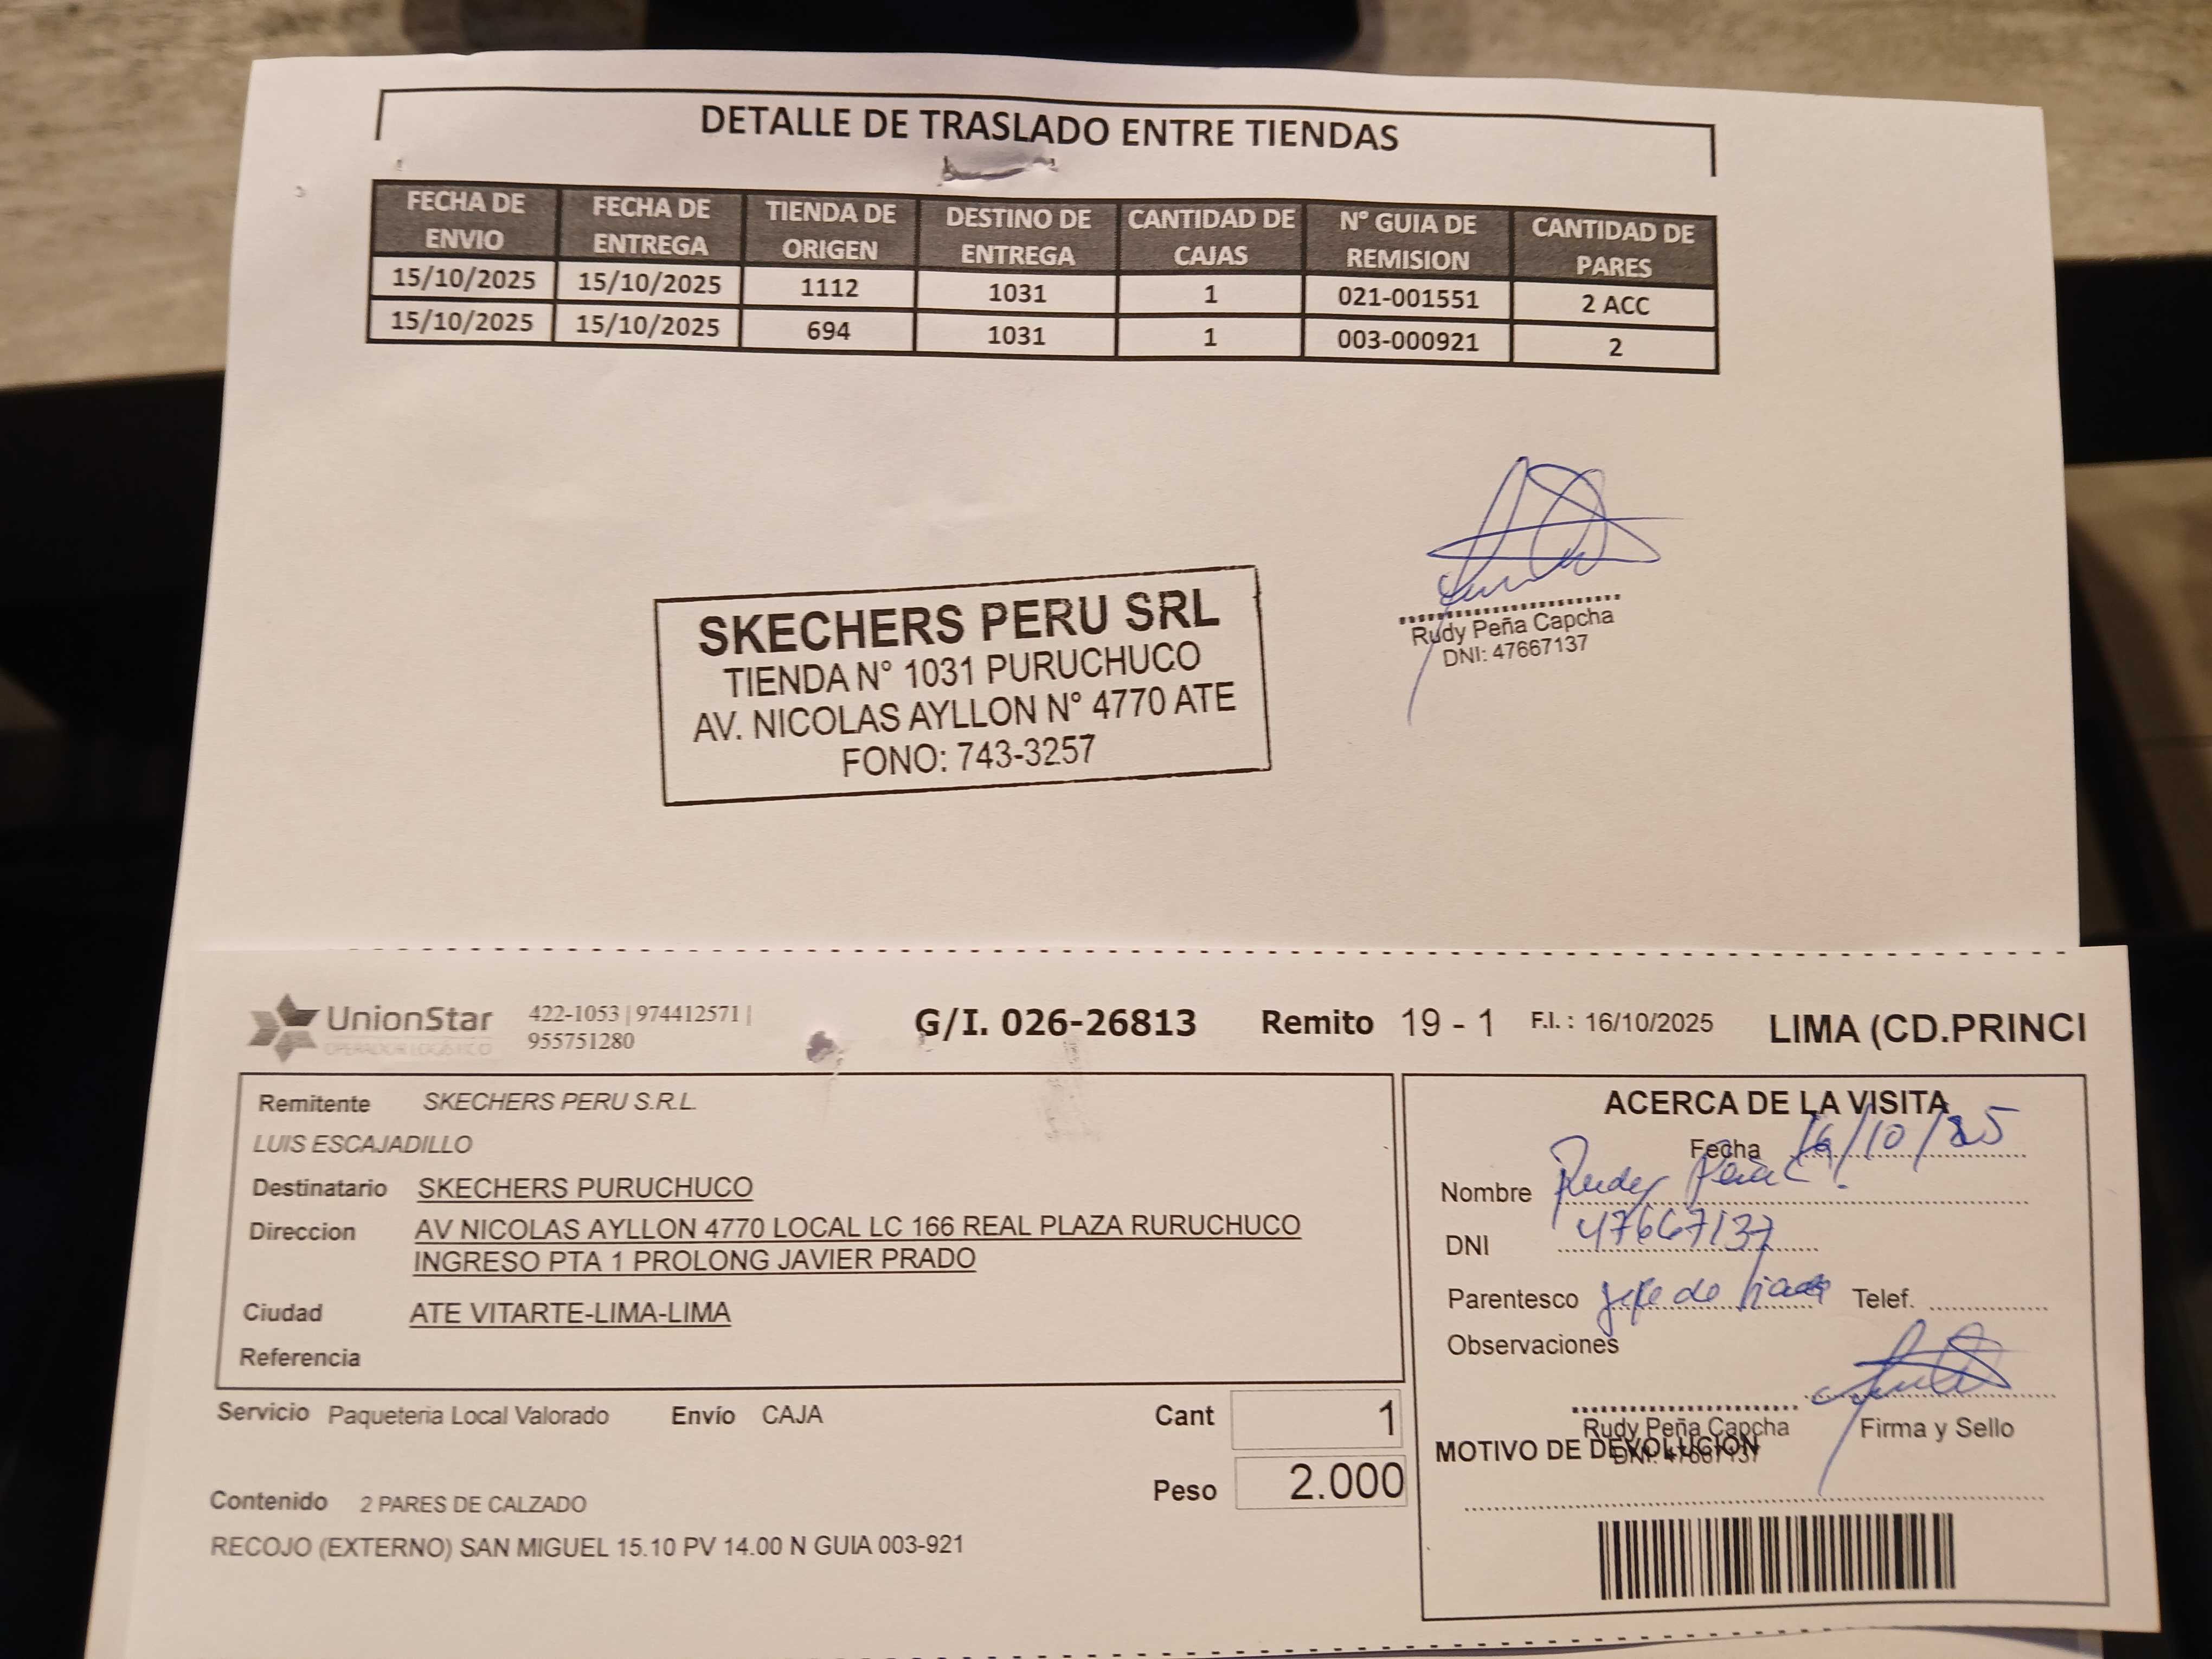 DETALLE DE TRASLADO ENTRE TIENDAS
FECHA DE ENVIO FECHA DE ENTREGA TIENDA DE ORIGEN DESTINO DE ENTREGA CANTIDAD DE CAJAS N° GUIA DE REMISION CANTIDAD DE PARES
15/10/2025 15/10/2025 1112 1031 1 021-001551 2 ACC
15/10/2025 15/10/2025 694 1031 1 003-000921 2
Rudy Peña Capcha
DNI: 47667137
SKECHERS PERU SRL
TIENDA N° 1031 PURUCHUCO
AV. NICOLAS AYLLON N° 4770 ATE
FONO: 743-3257
UnionStar
OPERADOR LOGÍSTICO
422-1053 | 974412571 |
955751280
G/I. 026-26813 Remito 19 - 1 F.I. : 16/10/2025 LIMA (CD.PRINCI
Remitente SKECHERS PERU S.R.L.
LUIS ESCAJADILLO
Destinatario SKECHERS PURUCHUCO
Direccion AV NICOLAS AYLLON 4770 LOCAL LC 166 REAL PLAZA RURUCHUCO
INGRESO PTA 1 PROLONG JAVIER PRADO
Ciudad ATE VITARTE-LIMA-LIMA
Referencia
Servicio Paqueteria Local Valorado Envío CAJA Cant 1
Peso 2.000
Contenido 2 PARES DE CALZADO
RECOJO (EXTERNO) SAN MIGUEL 15.10 PV 14.00 N GUIA 003-921
ACERCA DE LA VISITA
Fecha 16/10/25
Nombre Rudy Peña C.
DNI 47667137
Parentesco jefe de Telef.
Observaciones
Rudy Peña Capcha Firma y Sello
DNI: 47667137
MOTIVO DE DEVOLUCION